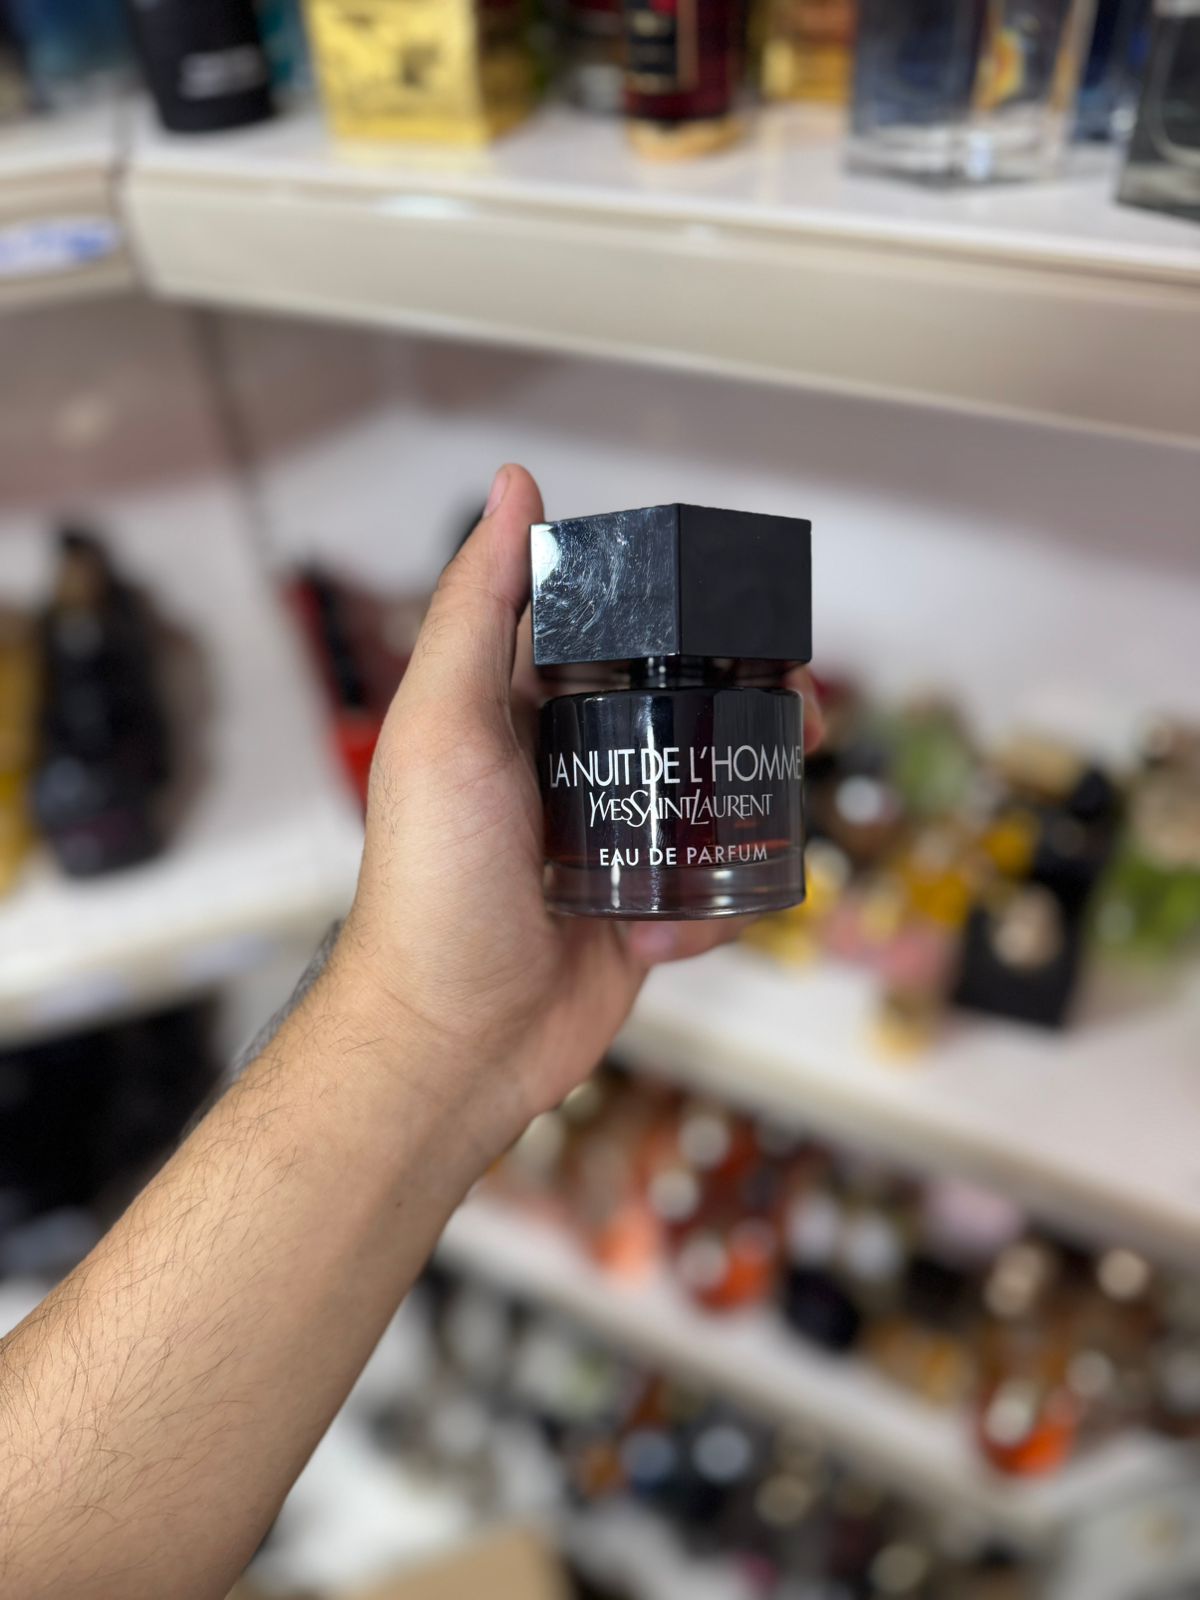 LA NUIT DE L'HOMME
YVESSAINTLAURENT
EAU DE PARFUM